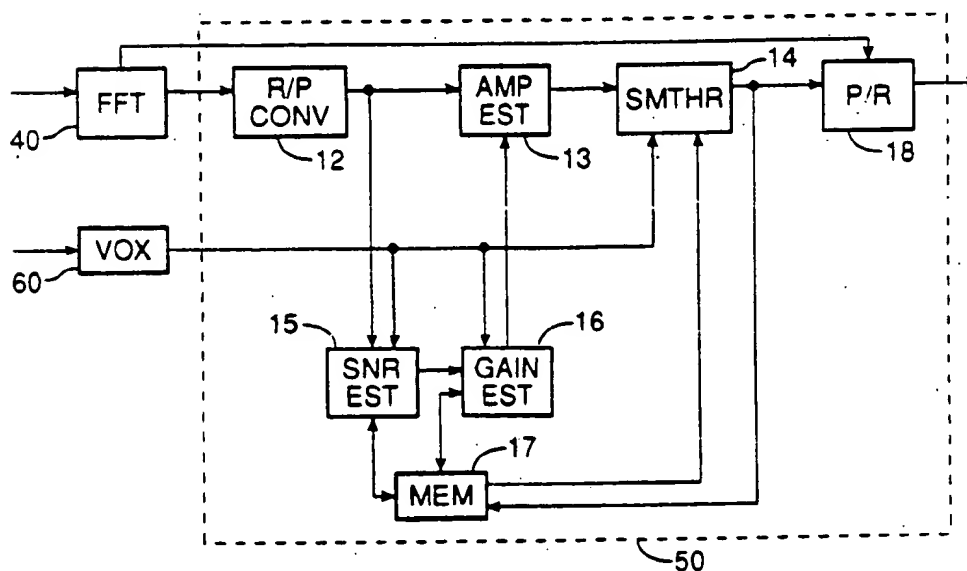 14
FFT
R/P
CONV
AMP
EST
SMTHR
P/R
40
12
13
18
VOX
60
15
16
SNR
EST
GAIN
EST
17
MEM
50